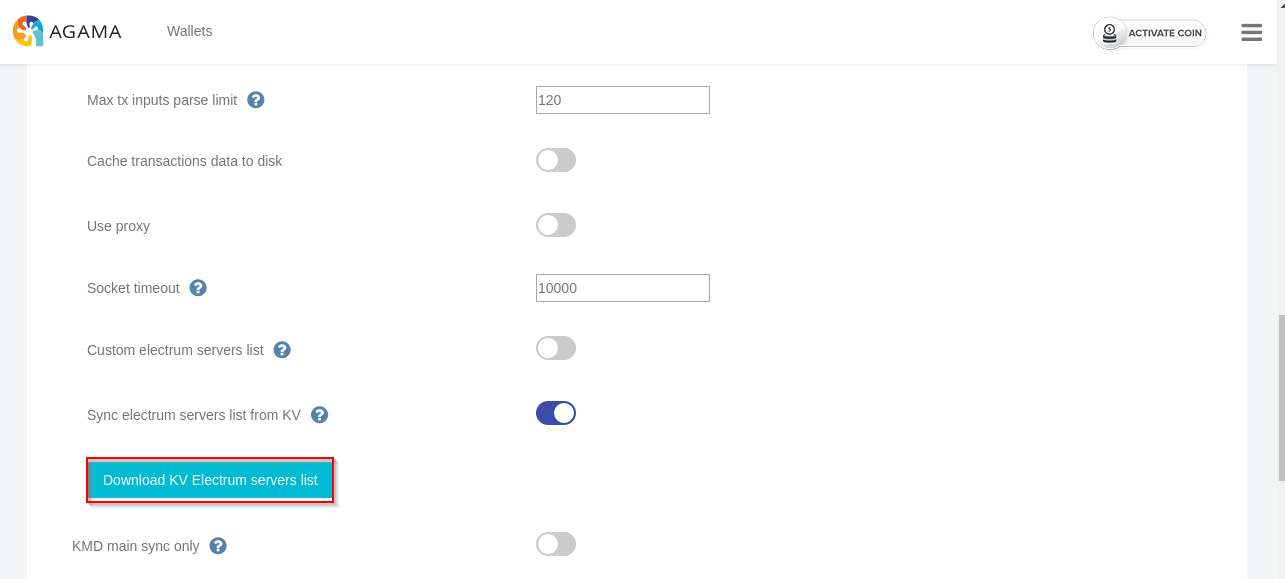 AGAMA
Wallets
ACTIVATE COIN
Max tx inputs parse limit ?
120
Cache transactions data to disk
Use proxy
Socket timeout ?
10000
Custom electrum servers list ?
Sync electrum servers list from KV ?
Download KV Electrum servers list
KMD main sync only ?